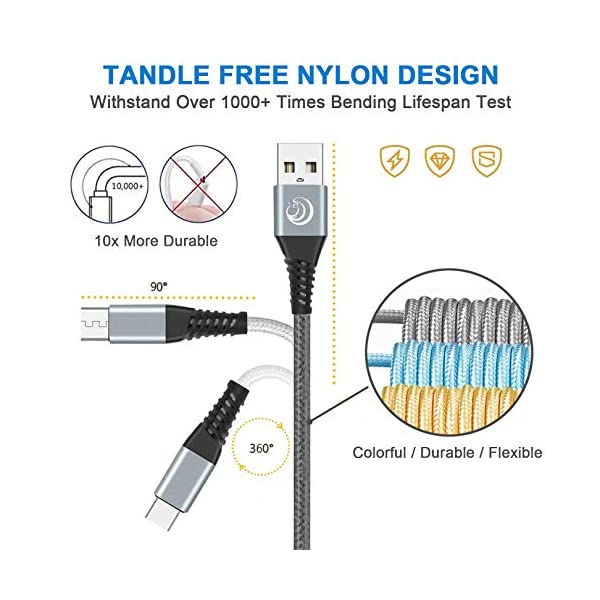 TANDLE FREE NYLON DESIGN
Withstand Over 1000+ Times Bending Lifespan Test
10,000+
10x More Durable
90°
360°
Colorful / Durable / Flexible